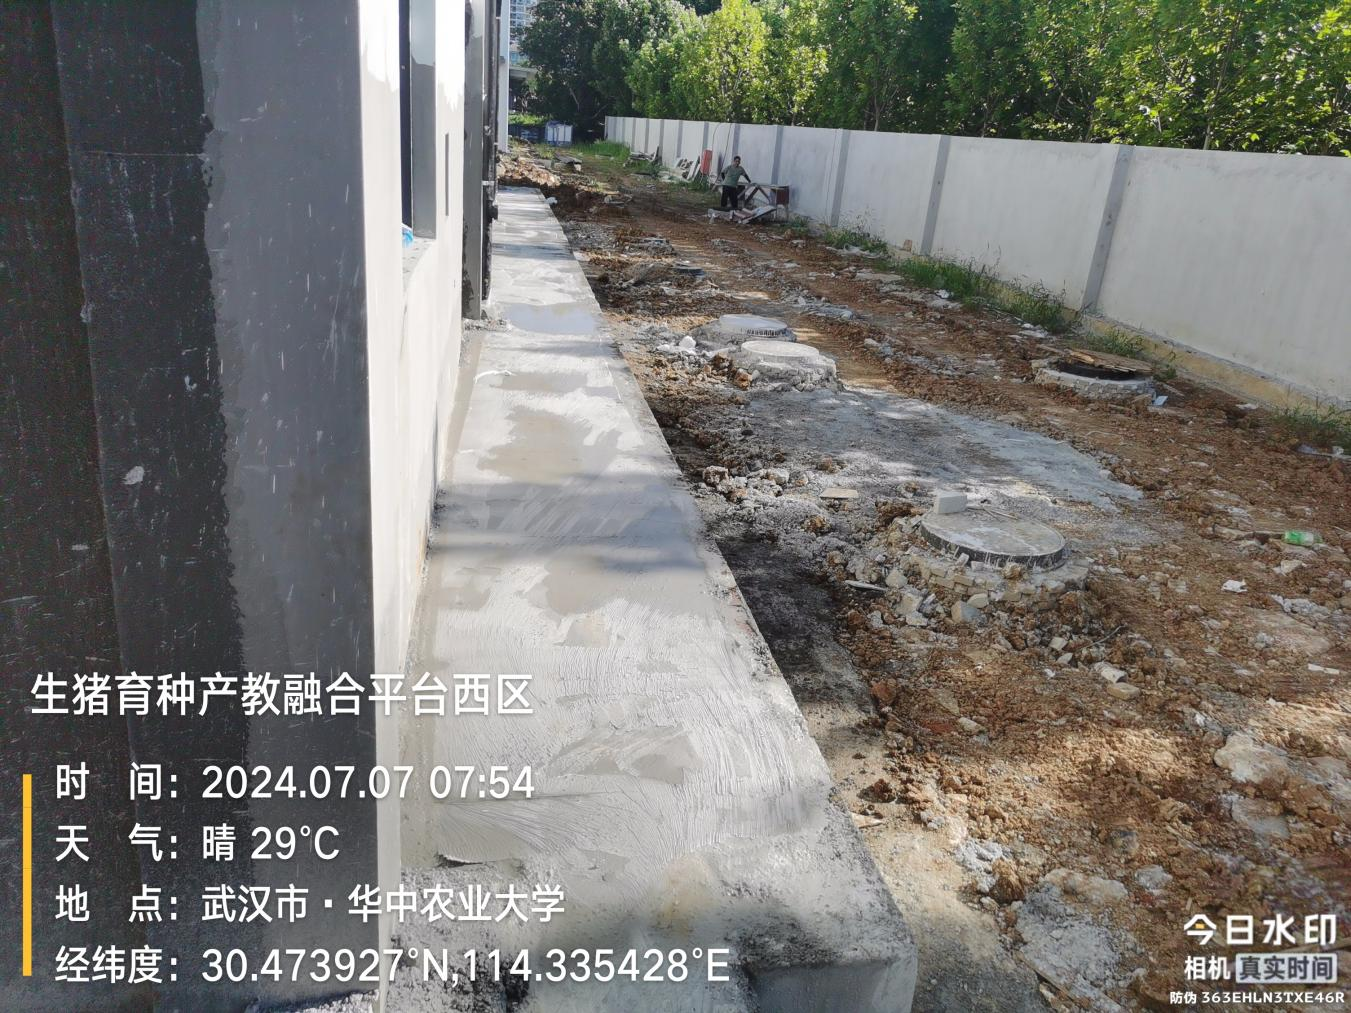 生猪育种产教融合平台西区
时 间：2024.07.07 07:54
天 气：晴 29℃
地 点：武汉市·华中农业大学
经纬度：30.473927°N,114.335428°E
今日水印
相机 真实时间
防伪 363EHLN3TXE46R